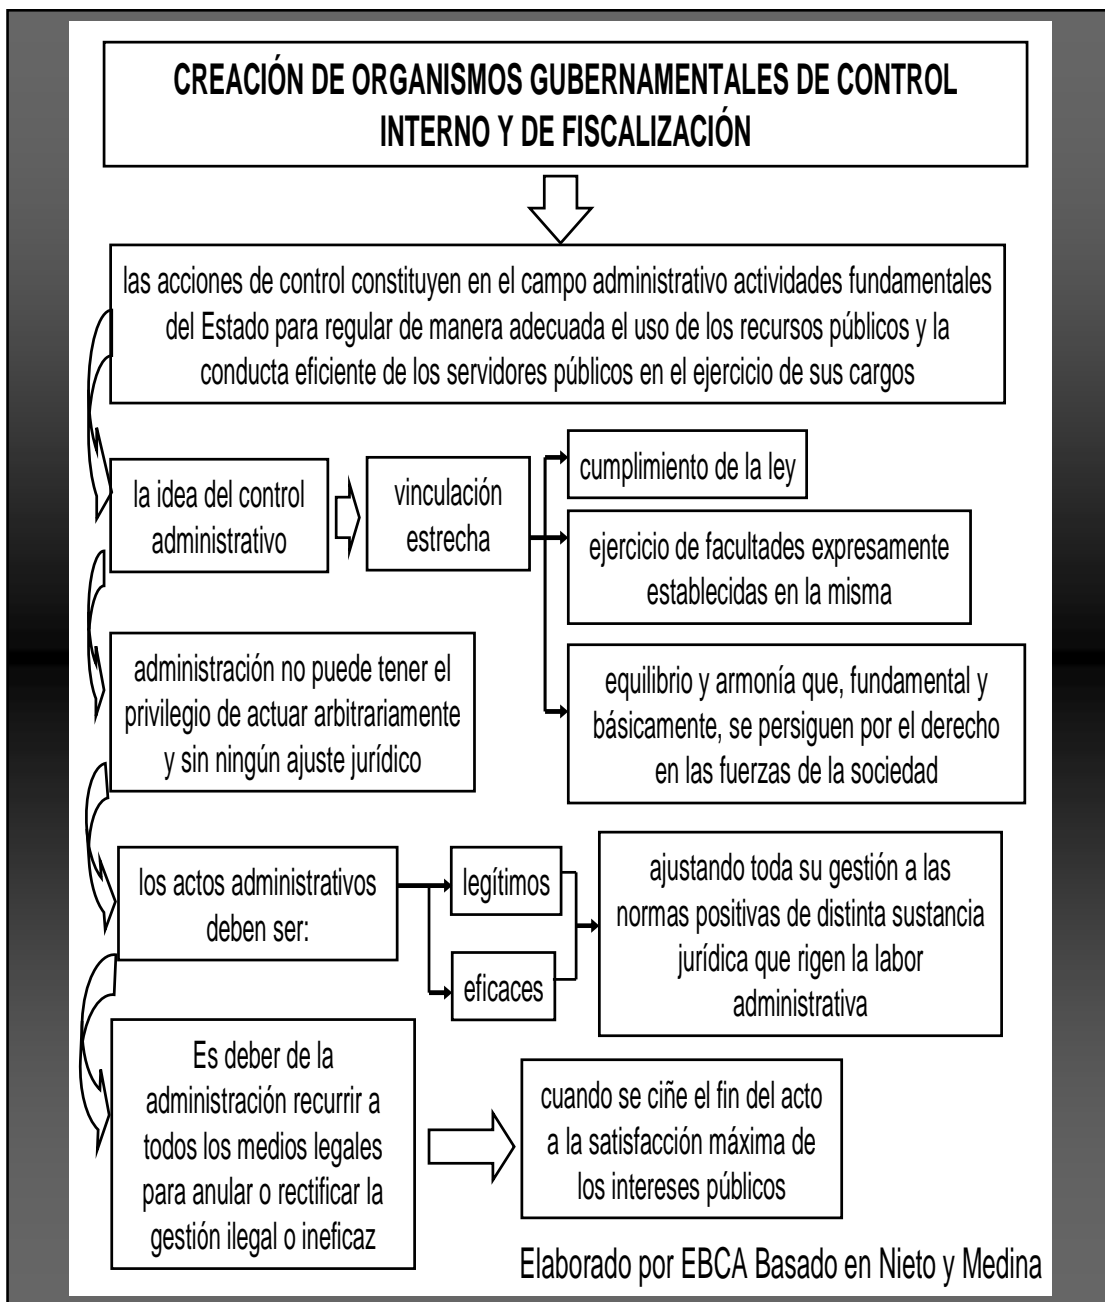 CREACIÓN DE ORGANISMOS GUBERNAMENTALES DE CONTROL
INTERNO Y DE FISCALIZACIÓN
las acciones de control constituyen en el campo administrativo actividades fundamentales
del Estado para regular de manera adecuada el uso de los recursos públicos y la
conducta eficiente de los servidores públicos en el ejercicio de sus cargos
la idea del control
administrativo
vinculación
estrecha
cumplimiento de la ley
ejercicio de facultades expresamente
establecidas en la misma
equilibrio y armonía que, fundamental y
básicamente, se persiguen por el derecho
en las fuerzas de la sociedad
administración no puede tener el
privilegio de actuar arbitrariamente
y sin ningún ajuste jurídico
los actos administrativos
deben ser:
legítimos
eficaces
ajustando toda su gestión a las
normas positivas de distinta sustancia
jurídica que rigen la labor
administrativa
Es deber de la
administración recurrir a
todos los medios legales
para anular o rectificar la
gestión ilegal o ineficaz
cuando se ciñe el fin del acto
a la satisfacción máxima de
los intereses públicos
Elaborado por EBCA Basado en Nieto y Medina